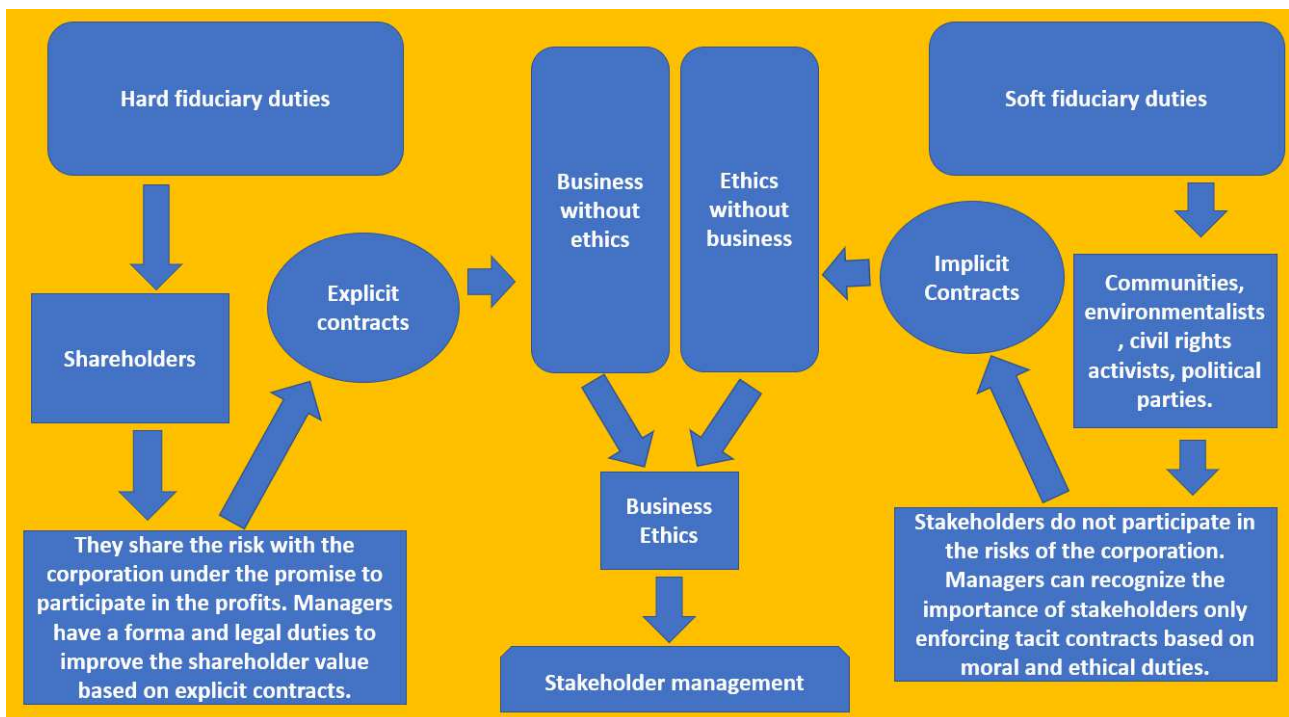 Hard fiduciary duties
Shareholders
They share the risk with the
corporation under the promise to
participate in the profits. Managers
have a forma and legal duties to
improve the shareholder value
based on explicit contracts.
Explicit
contracts
Business
without
ethics
Ethics
without
business
Business
Ethics
Stakeholder management
Soft fiduciary duties
Implicit
Contracts
Communities,
environmentalists
, civil rights
activists, political
parties.
Stakeholders do not participate in
the risks of the corporation.
Managers can recognize the
importance of stakeholders only
enforcing tacit contracts based on
moral and ethical duties.